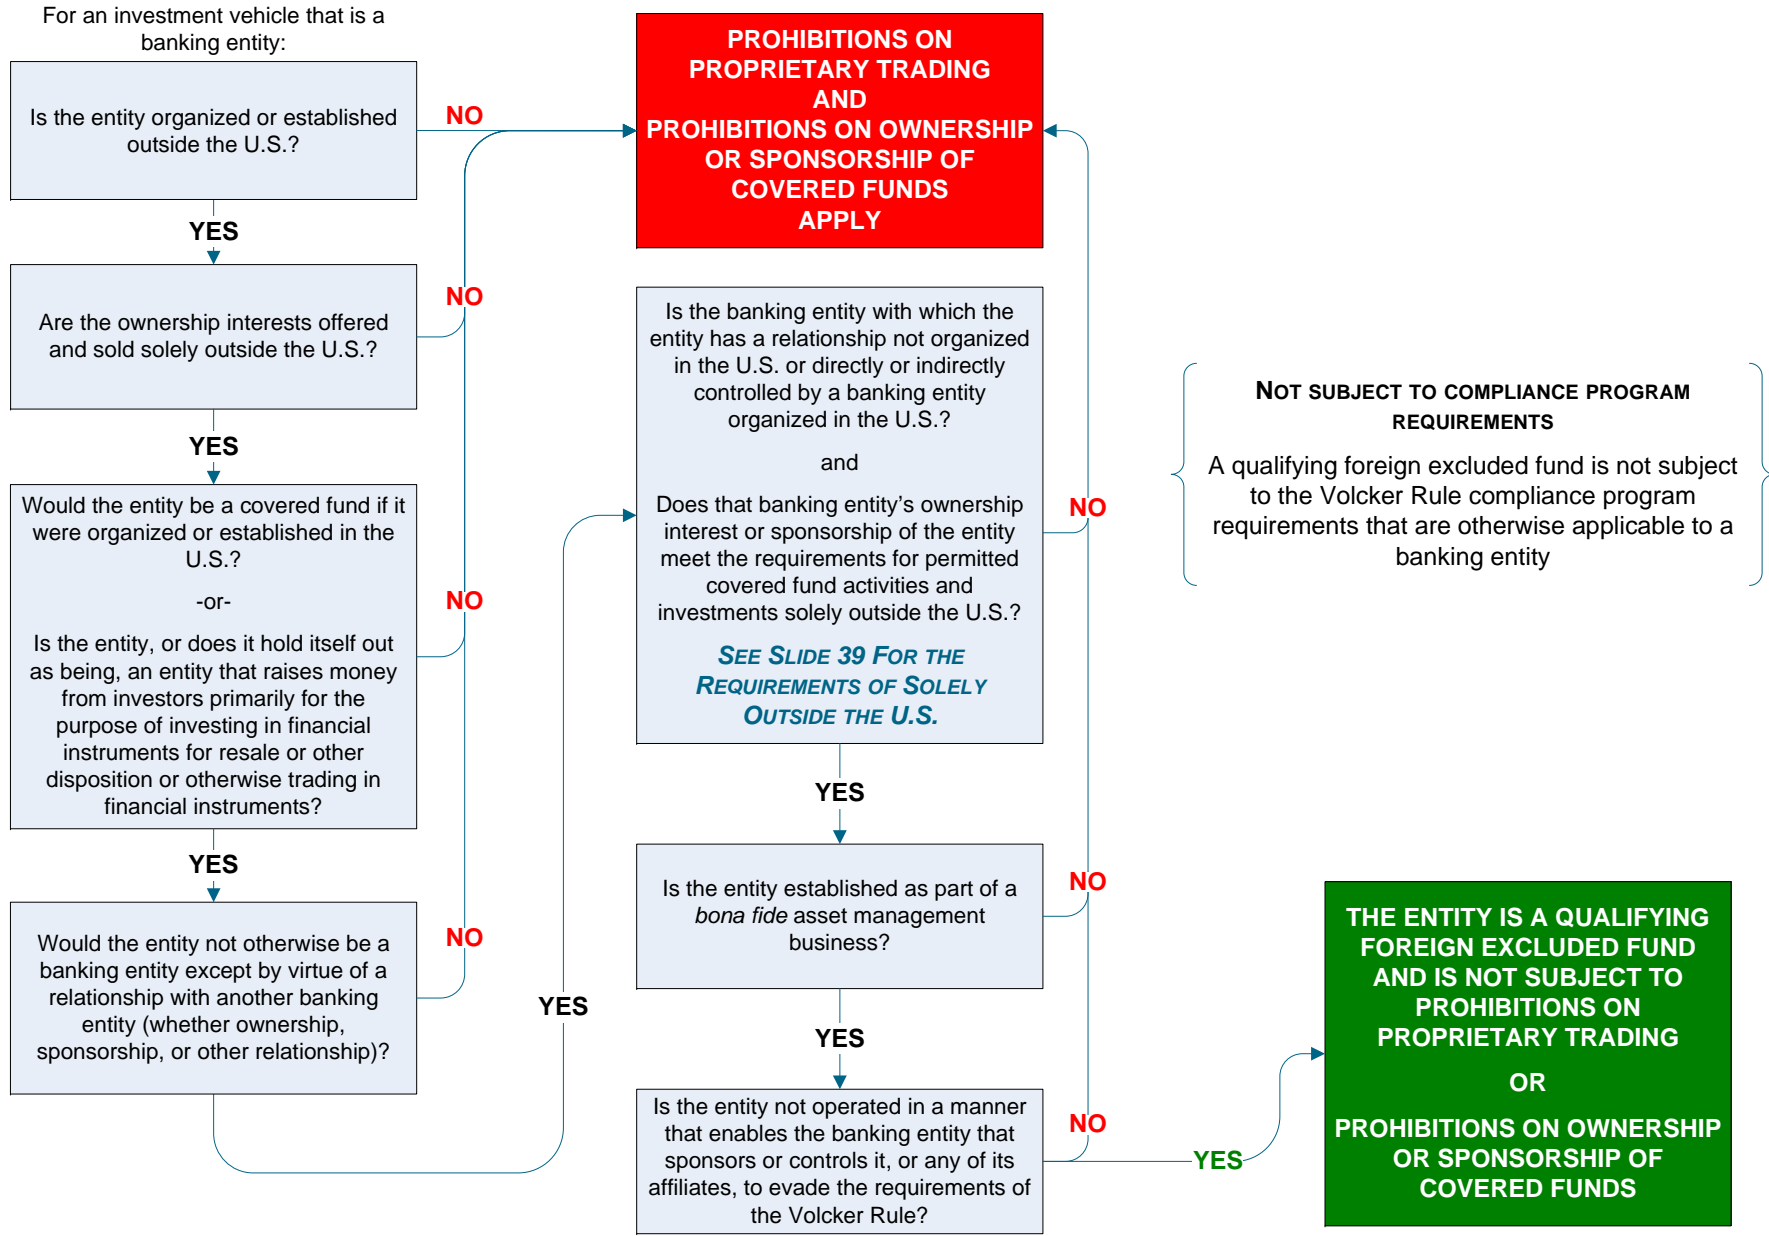 For an investment vehicle that is a
banking entity:
Is the entity organized or established
outside the U.S.?
NO
YES
Are the ownership interests offered
and sold solely outside the U.S.?
NO
YES
Would the entity be a covered fund if it
were organized or established in the
U.S.?
-or-
Is the entity, or does it hold itself out
as being, an entity that raises money
from investors primarily for the
purpose of investing in financial
instruments for resale or other
disposition or otherwise trading in
financial instruments?
NO
YES
Would the entity not otherwise be a
banking entity except by virtue of a
relationship with another banking
entity (whether ownership,
sponsorship, or other relationship)?
NO
YES
PROHIBITIONS ON
PROPRIETARY TRADING
AND
PROHIBITIONS ON OWNERSHIP
OR SPONSORSHIP OF
COVERED FUNDS
APPLY
Is the banking entity with which the
entity has a relationship not organized
in the U.S. or directly or indirectly
controlled by a banking entity
organized in the U.S.?
and
Does that banking entity's ownership
interest or sponsorship of the entity
meet the requirements for permitted
covered fund activities and
investments solely outside the U.S.?
SEE SLIDE 39 FOR THE
REQUIREMENTS OF SOLELY
OUTSIDE THE U.S.
NO
YES
Is the entity established as part of a
bona fide asset management
business?
NO
YES
Is the entity not operated in a manner
that enables the banking entity that
sponsors or controls it, or any of its
affiliates, to evade the requirements of
the Volcker Rule?
NO
YES
NOT SUBJECT TO COMPLIANCE PROGRAM
REQUIREMENTS
A qualifying foreign excluded fund is not subject
to the Volcker Rule compliance program
requirements that are otherwise applicable to a
banking entity
THE ENTITY IS A QUALIFYING
FOREIGN EXCLUDED FUND
AND IS NOT SUBJECT TO
PROHIBITIONS ON
PROPRIETARY TRADING
OR
PROHIBITIONS ON OWNERSHIP
OR SPONSORSHIP OF
COVERED FUNDS